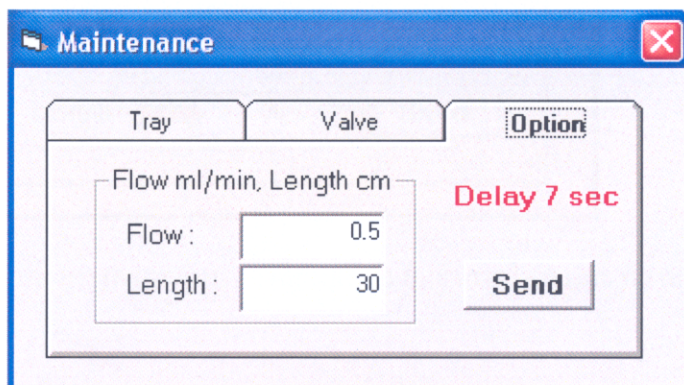 Maintenance
Tray Valve Option
Flow ml/min, Length cm
Delay 7 sec
Flow : 0.5
Length : 30
Send